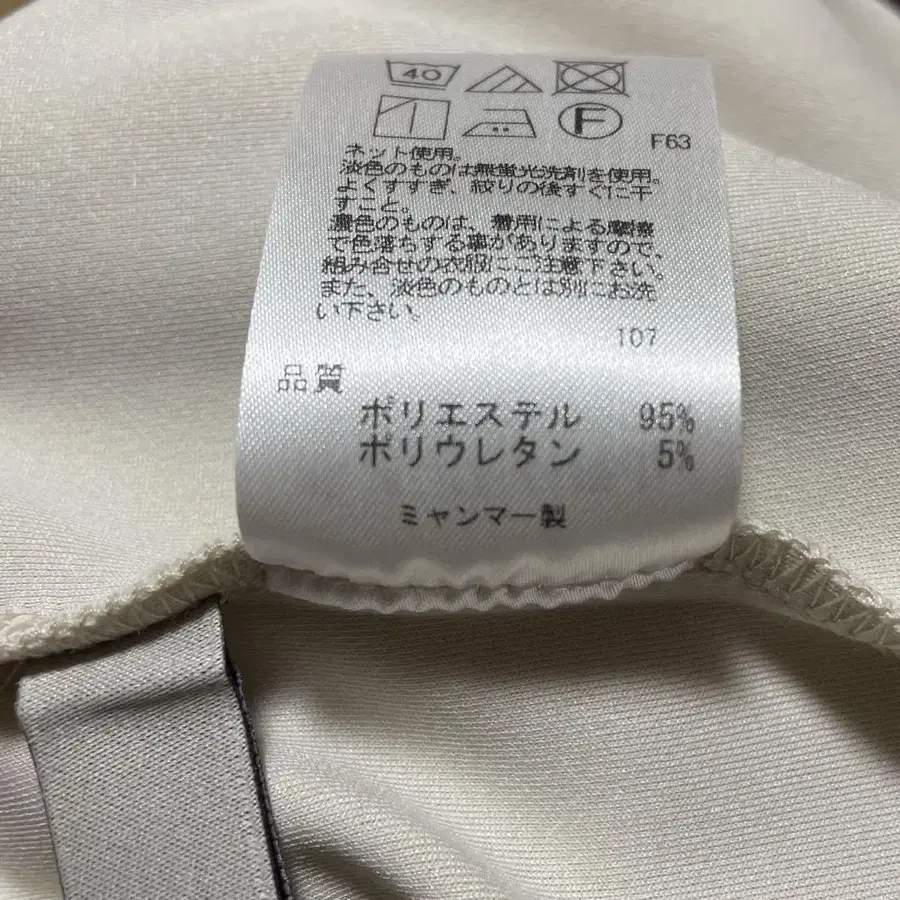 40
F
F63
ネット使用。
淡色のものは無蛍光洗剤を使用。
よくすすぎ、絞りの後すぐに干
すこと。
濃色のものは、着用による摩擦
で色落ちする事がありますので、
組み合せの衣服にご注意下さい。
また、淡色のものとは別にお洗
い下さい。
107
品質
ポリエステル 95%
ポリウレタン 5%
ミャンマー製